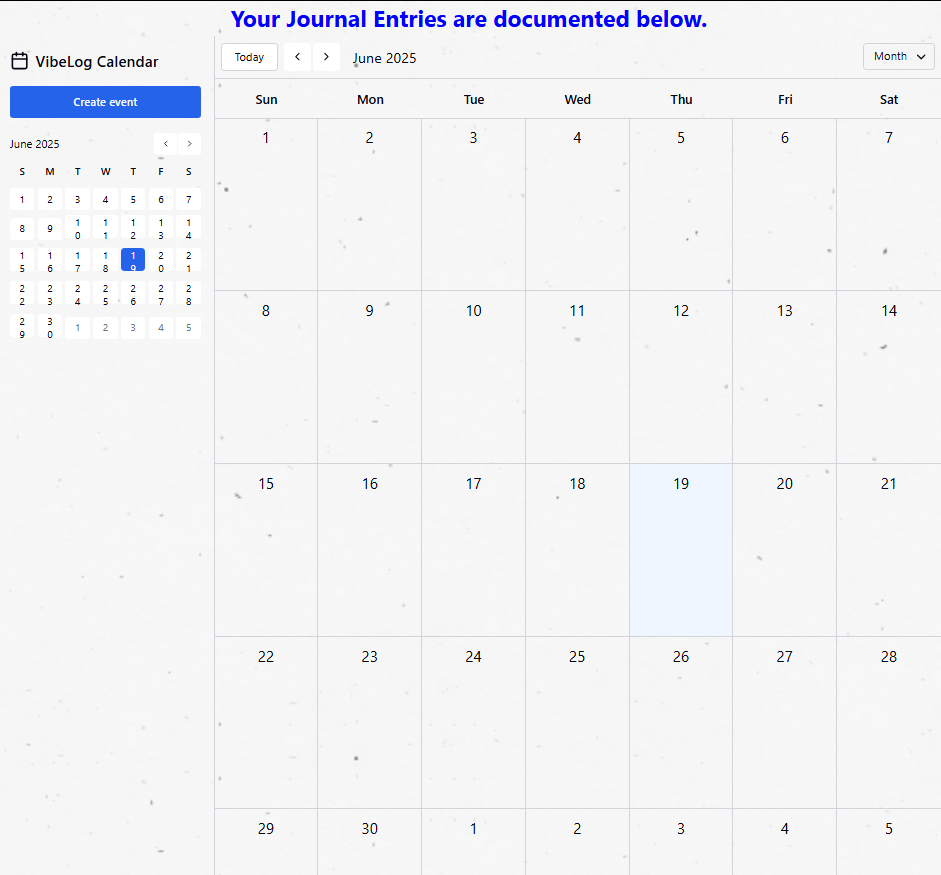 Your Journal Entries are documented below.
VibeLog Calendar
Create event
June 2025
S M T W T F S
1 2 3 4 5 6 7
8 9 10 11 12 13 14
15 16 17 18 19 20 21
22 23 24 25 26 27 28
29 30 1 2 3 4 5
Today June 2025 Month
Sun Mon Tue Wed Thu Fri Sat
1 2 3 4 5 6 7
8 9 10 11 12 13 14
15 16 17 18 19 20 21
22 23 24 25 26 27 28
29 30 1 2 3 4 5